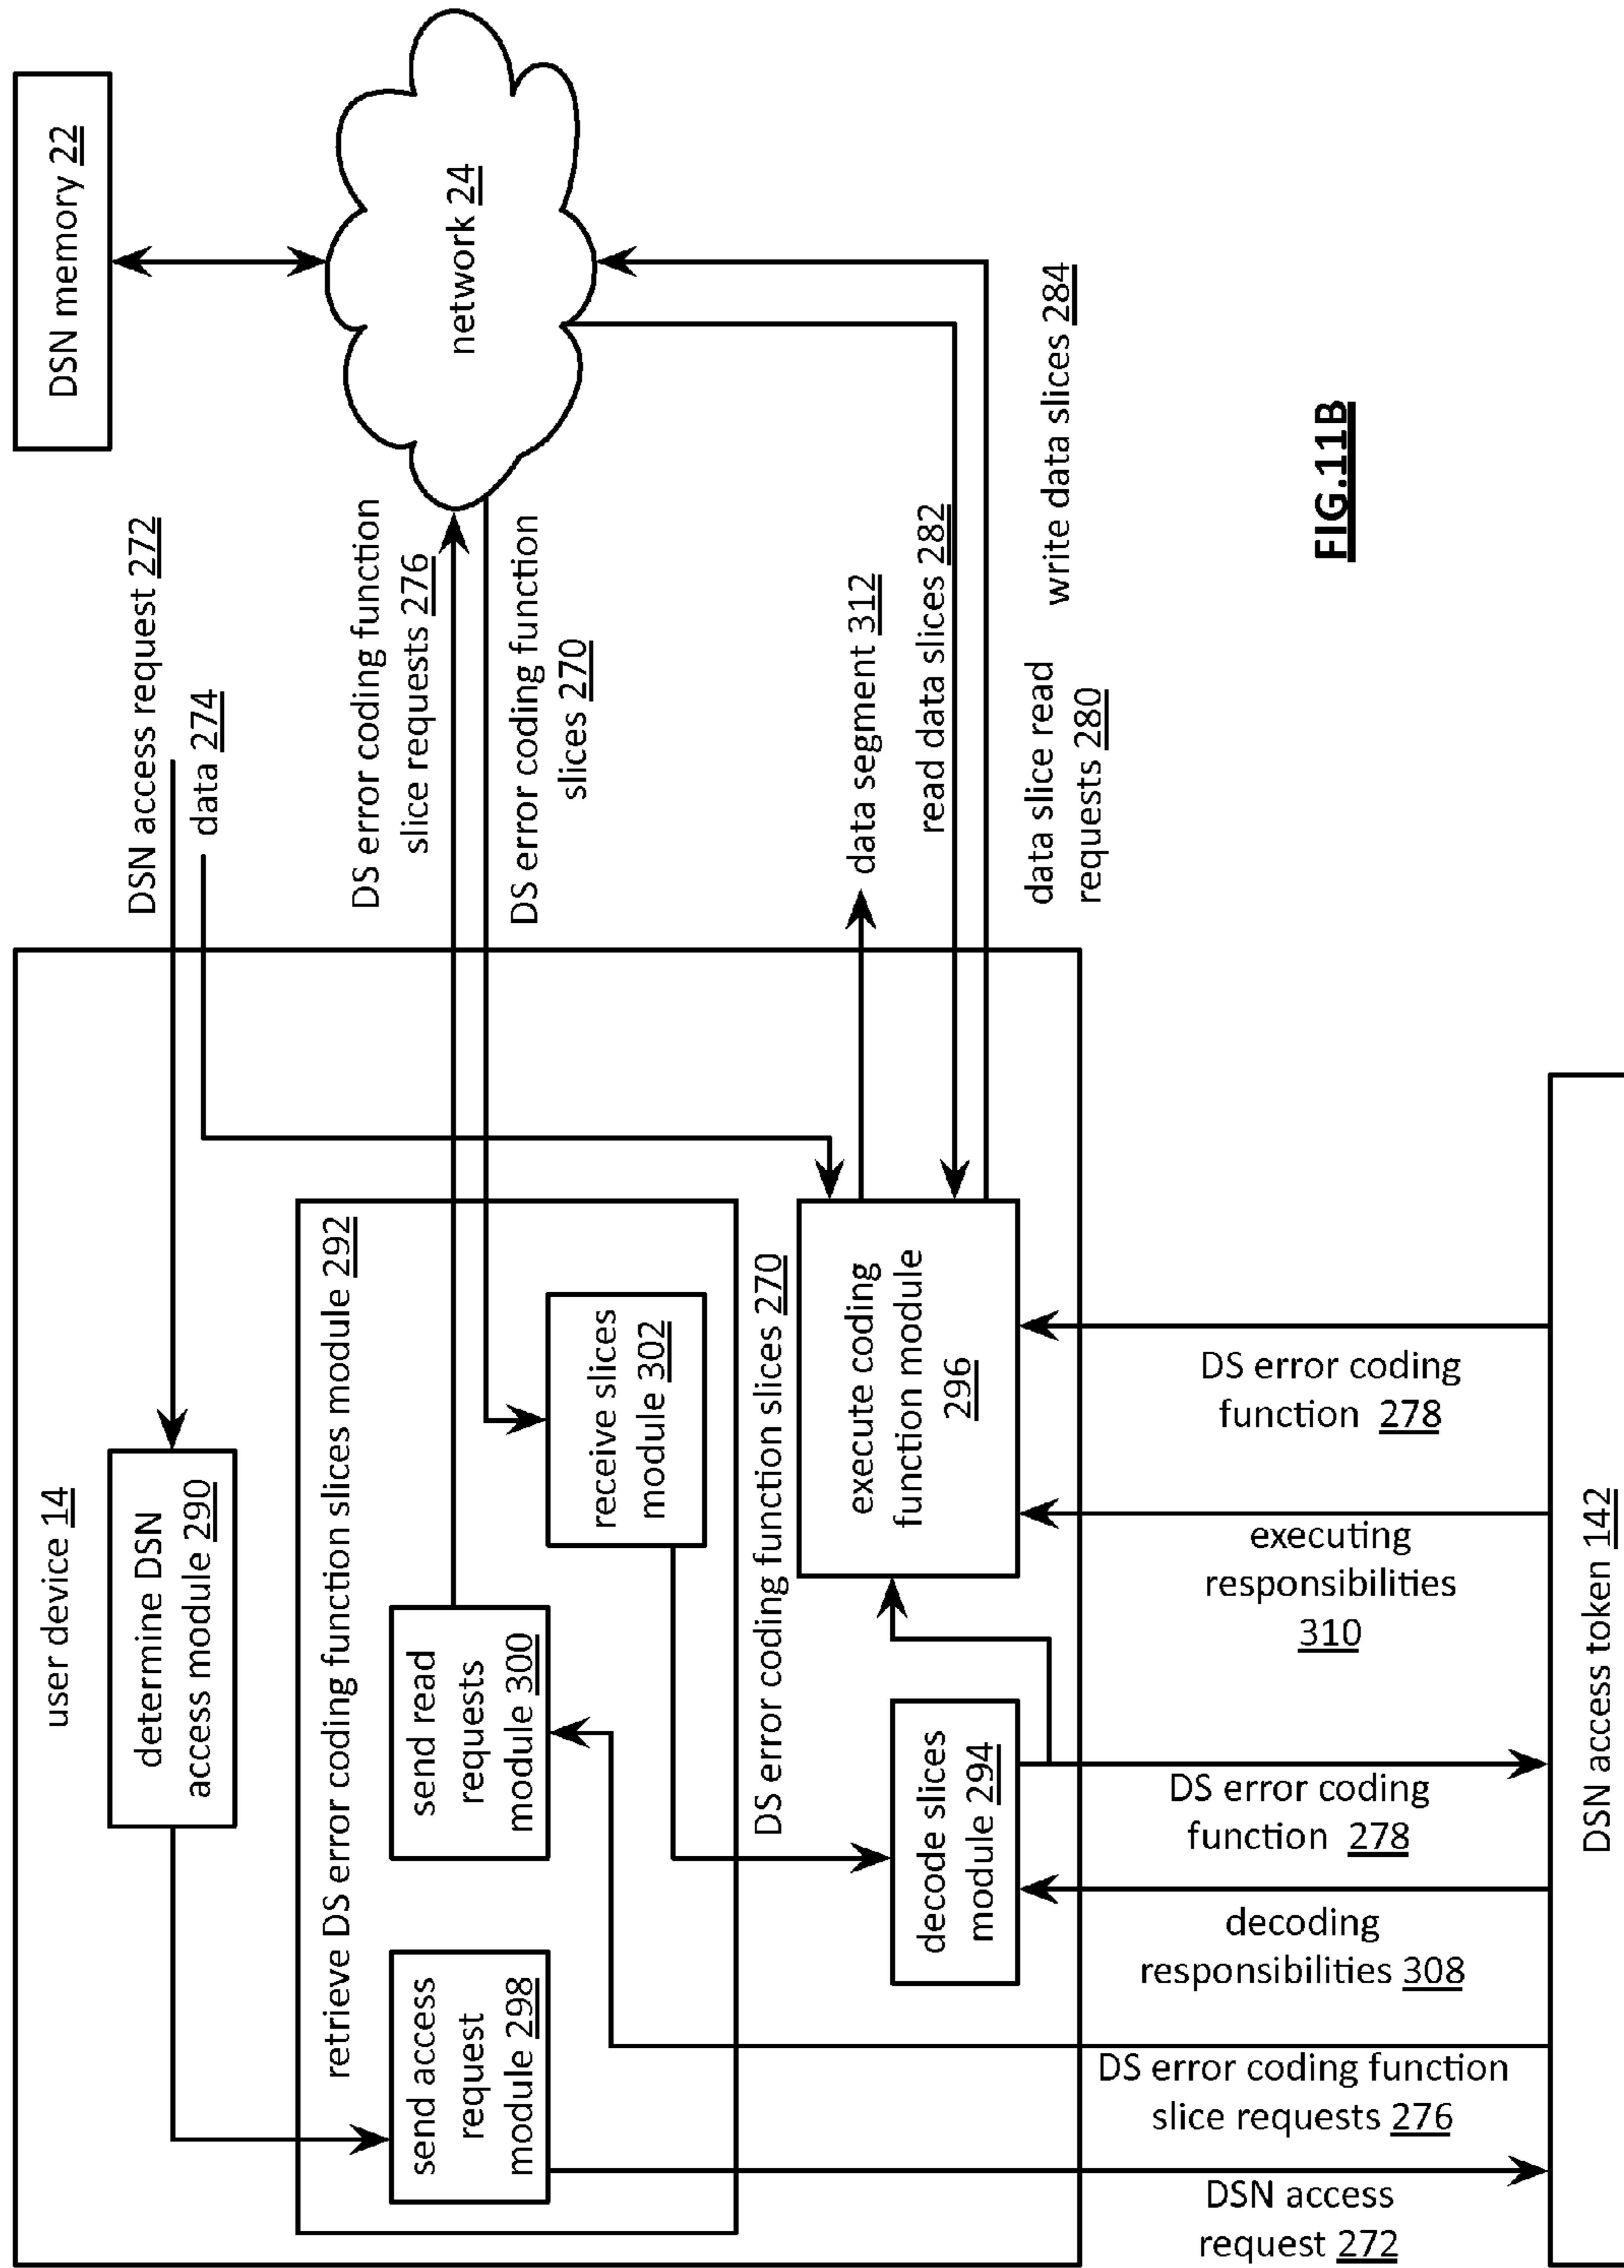 DSN memory 22
network 24
DSN access request 272
data 274
DS error coding function
slice requests 276
DS error coding function
slices 270
data segment 312
read data slices 282
write data slices 284
data slice read
requests 280
FIG.11B
user device 14
determine DSN
access module 290
retrieve DS error coding function slices module 292
send access
request
module 298
send read
requests
module 300
receive slices
module 302
DS error coding function slices 270
decode slices
module 294
execute coding
function module
296
DS error coding
function 278
executing
responsibilities
310
DS error coding
function 278
decoding
responsibilities 308
DS error coding function
slice requests 276
DSN access
request 272
DSN access token 142